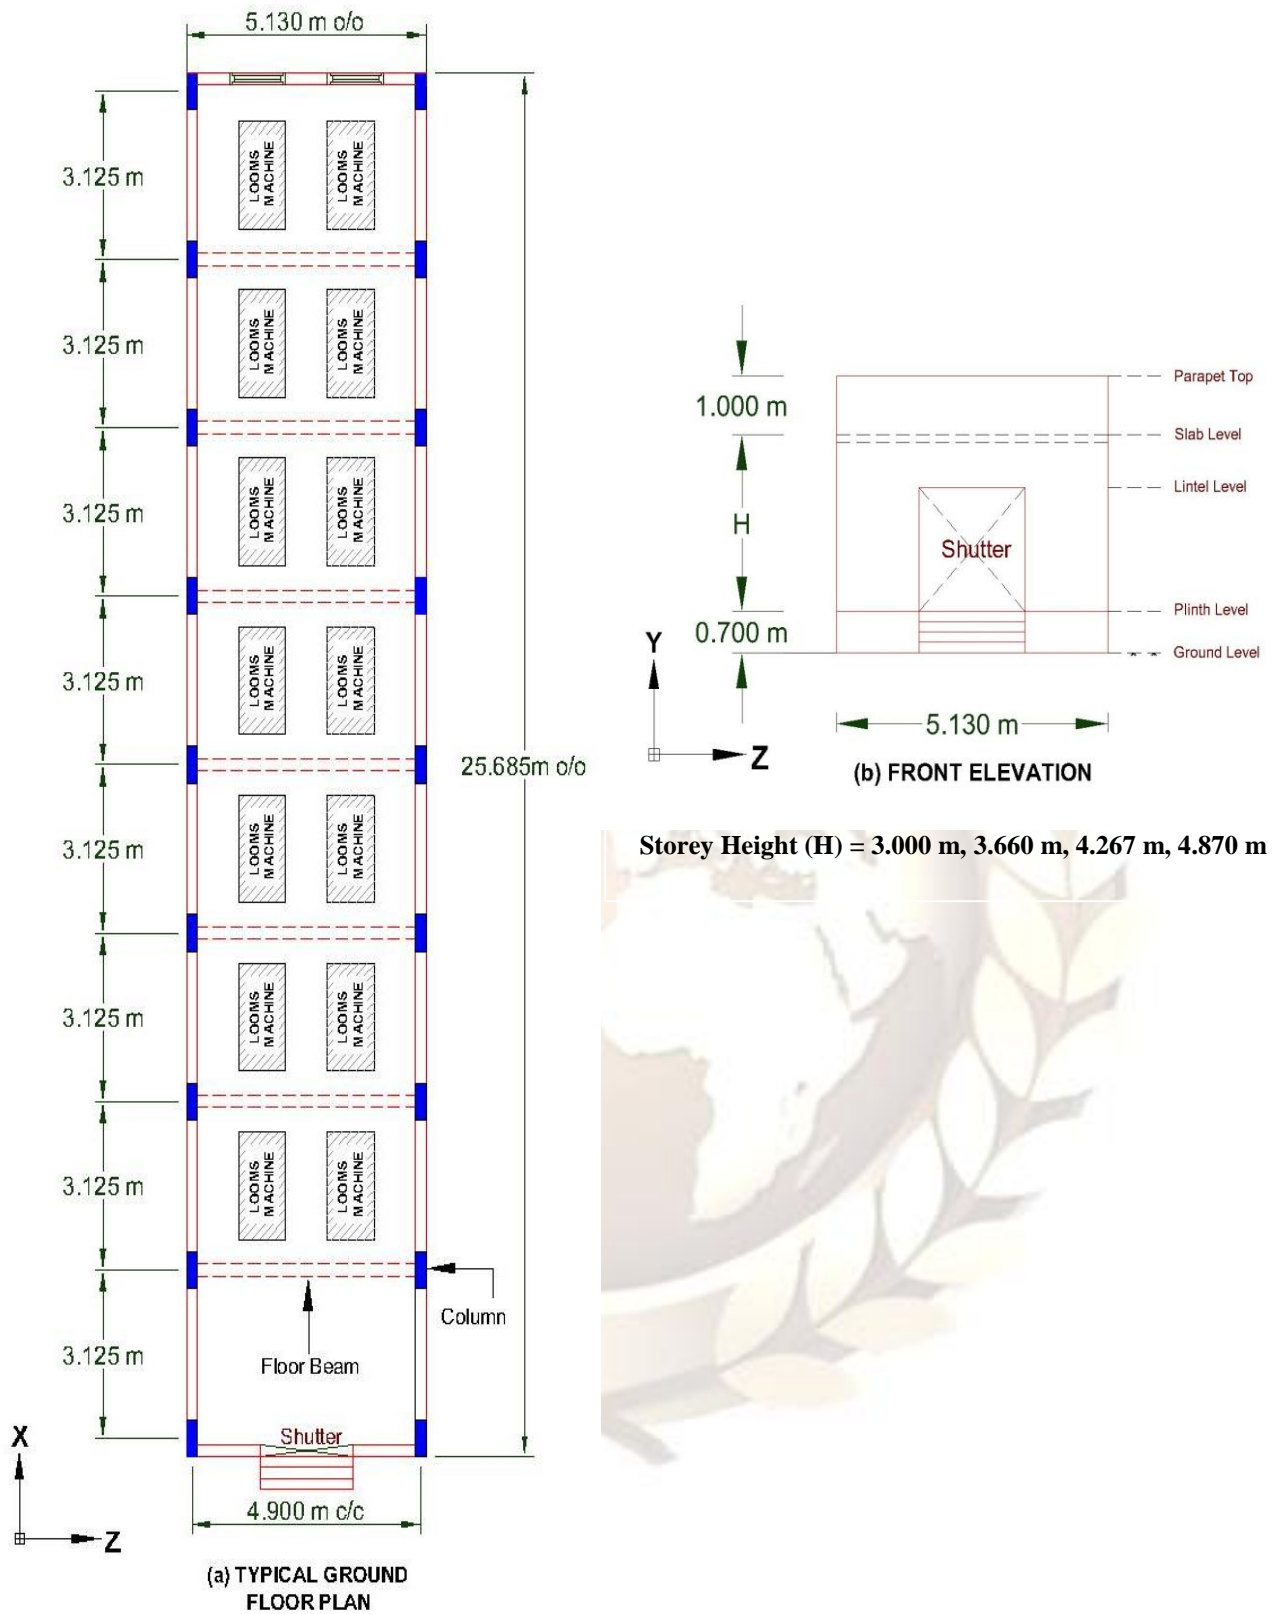 5.130 m o/o
3.125 m
LOOMS MACHINE
LOOMS MACHINE
3.125 m
LOOMS MACHINE
LOOMS MACHINE
3.125 m
LOOMS MACHINE
LOOMS MACHINE
3.125 m
LOOMS MACHINE
LOOMS MACHINE
25.685m o/o
3.125 m
LOOMS MACHINE
LOOMS MACHINE
3.125 m
LOOMS MACHINE
LOOMS MACHINE
3.125 m
LOOMS MACHINE
LOOMS MACHINE
3.125 m
Column
Floor Beam
Shutter
X
Z
4.900 m c/c
(a) TYPICAL GROUND
FLOOR PLAN
1.000 m
H
0.700 m
Parapet Top
Slab Level
Lintel Level
Shutter
Plinth Level
Ground Level
Y
Z
5.130 m
(b) FRONT ELEVATION
Storey Height (H) = 3.000 m, 3.660 m, 4.267 m, 4.870 m